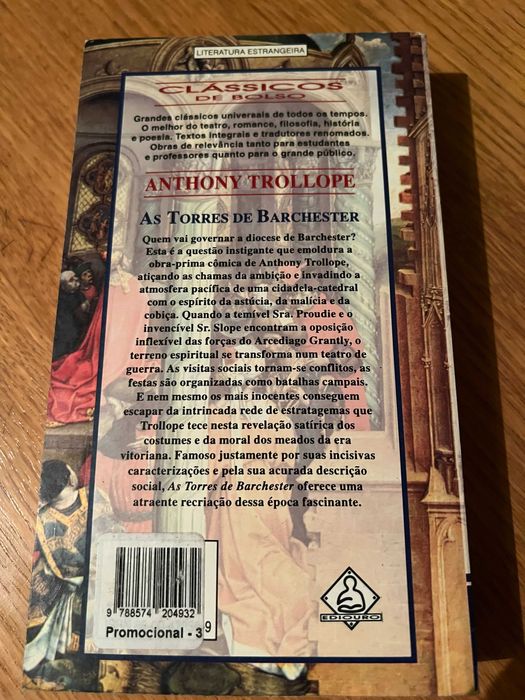 LITERATURA ESTRANGEIRA
CLÁSSICOS
DE BOLSO
Grandes clássicos universais de todos os tempos.
O melhor do teatro, romance, filosofia, história
e poesia. Textos integrais e tradutores renomados.
Obras de relevância tanto para estudantes
e professores quanto para o grande público.
ANTHONY TROLLOPE
AS TORRES DE BARCHESTER
Quem vai governar a diocese de Barchester?
Esta é a questão instigante que emoldura a
obra-prima cômica de Anthony Trollope,
atiçando as chamas da ambição e invadindo a
atmosfera pacífica de uma cidadela-catedral
com o espírito da astúcia, da malícia e da
cobiça. Quando a temível Sra. Proudie e o
invencível Sr. Slope encontram a oposição
inflexível das forças do Arcediago Grantly, o
terreno espiritual se transforma num teatro de
guerra. As visitas sociais tornam-se conflitos, as
festas são organizadas como batalhas campais.
E nem mesmo os mais inocentes conseguem
escapar da intrincada rede de estratagemas que
Trollope tece nesta revelação satírica dos
costumes e da moral dos meados da era
vitoriana. Famoso justamente por suas incisivas
caracterizações e pela sua acurada descrição
social, As Torres de Barchester oferece uma
atraente recriação dessa época fascinante.
9 788574 204932
Promocional - 3
9
EDIOURO